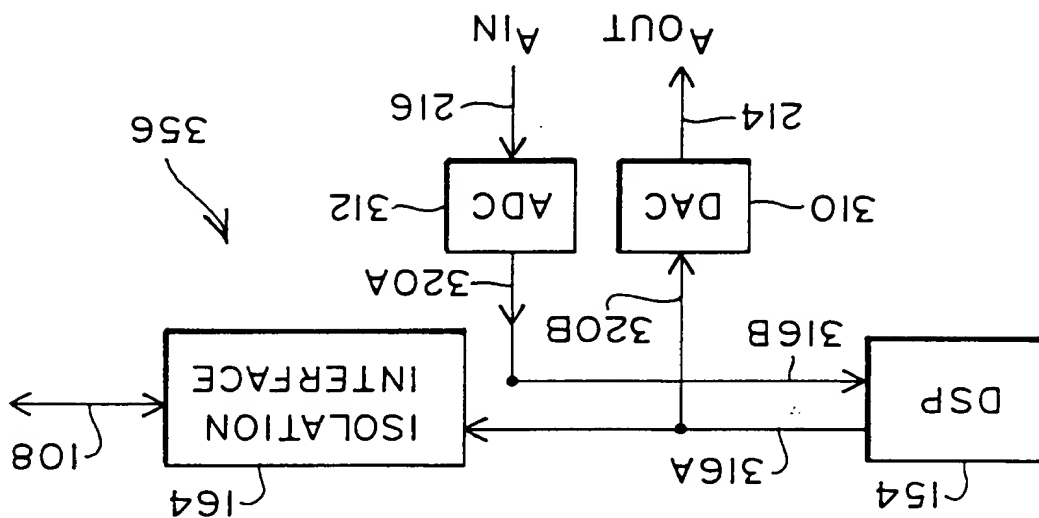 154
164
316A
108
DSP
ISOLATION
INTERFACE
316B
320B
320A
310
DAC
ADC
312
356
214
216
AOUT
AIN